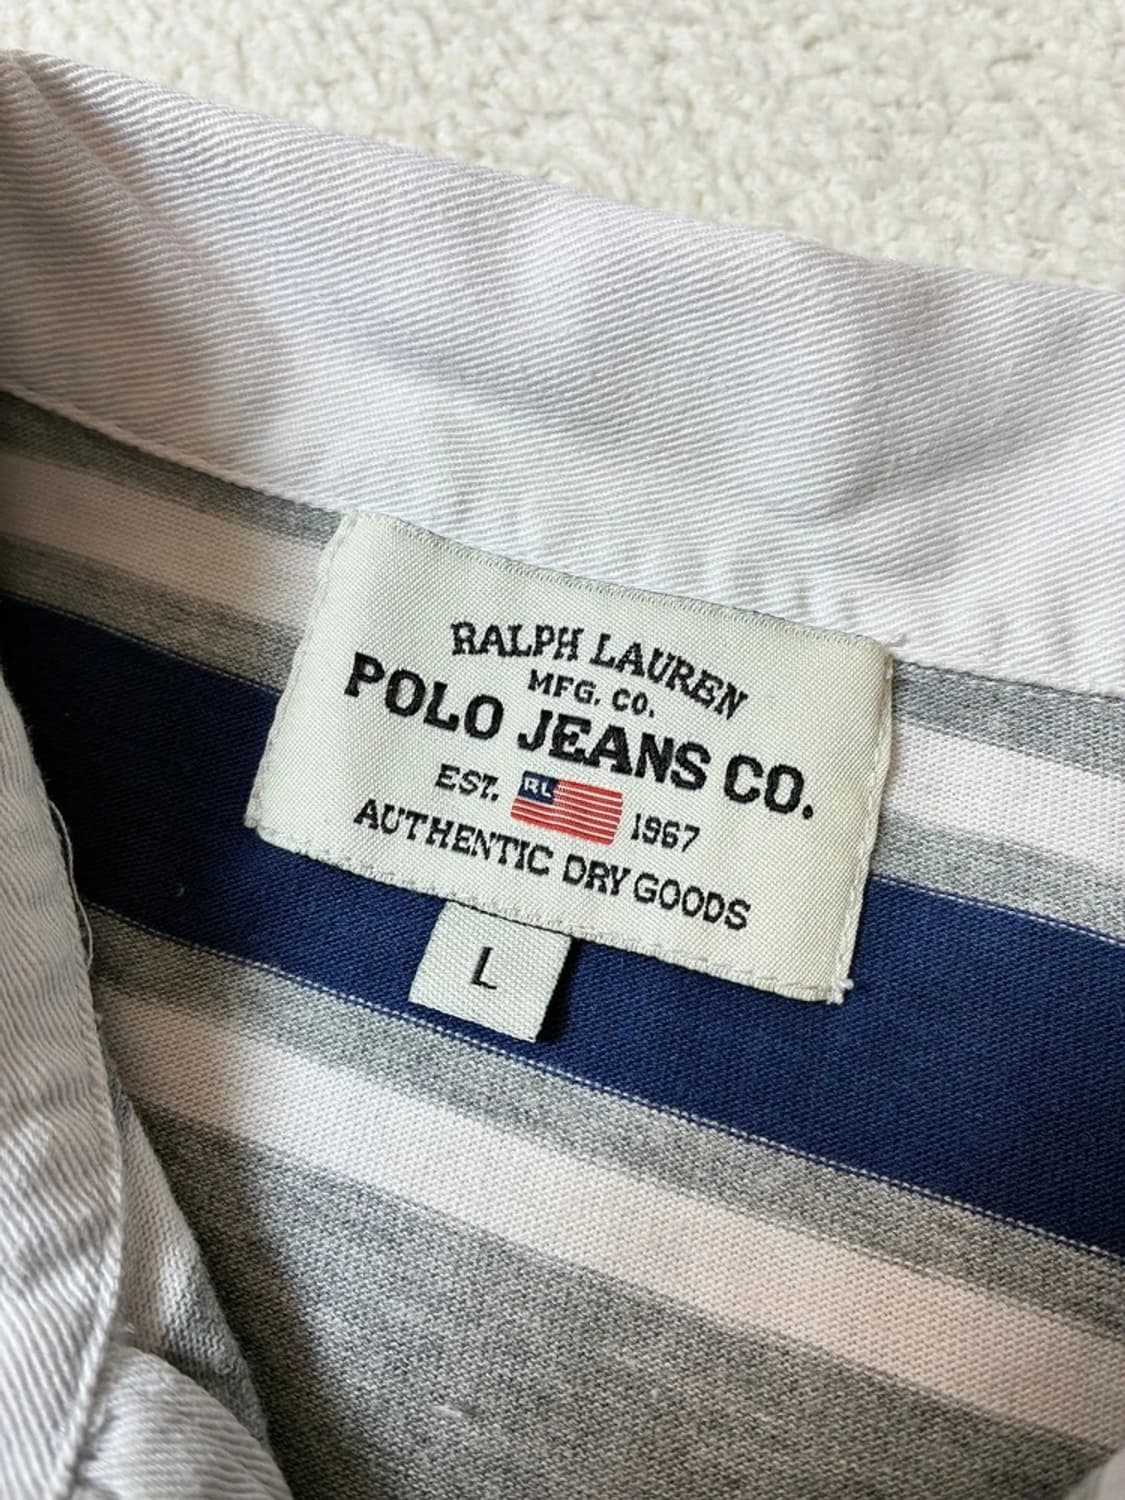 RALPH LAUREN
MFG. CO.
POLO JEANS CO.
EST. RL 1967
AUTHENTIC DRY GOODS
L